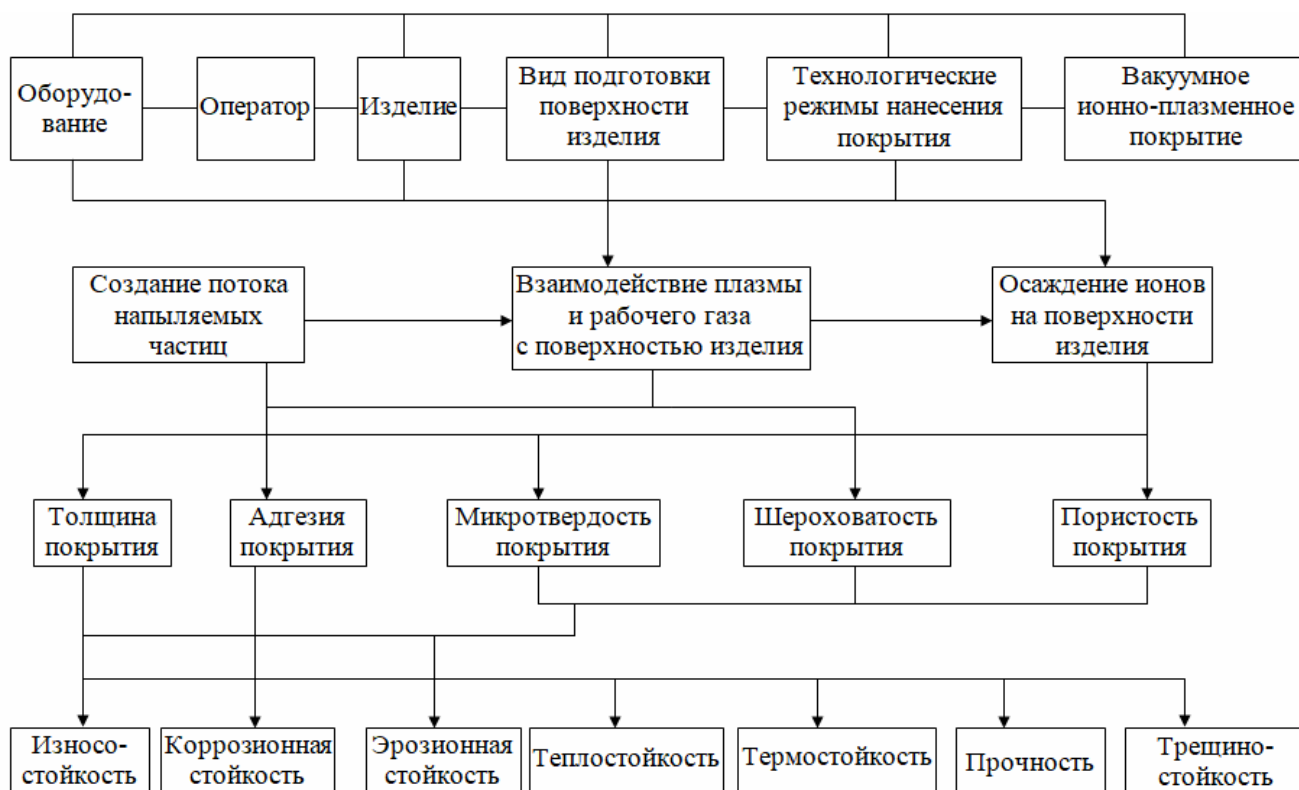 Оборудо-
вание
Оператор
Изделие
Вид подготовки
поверхности
изделия
Технологические
режимы нанесения
покрытия
Вакуумное
ионно-плазменное
покрытие
Создание потока
напыляемых
частиц
Взаимодействие плазмы
и рабочего газа
с поверхностью изделия
Осаждение ионов
на поверхности
изделия
Толщина
покрытия
Адгезия
покрытия
Микротвердость
покрытия
Шероховатость
покрытия
Пористость
покрытия
Износо-
стойкость
Коррозионная
стойкость
Эрозионная
стойкость
Теплостойкость
Термостойкость
Прочность
Трещино-
стойкость